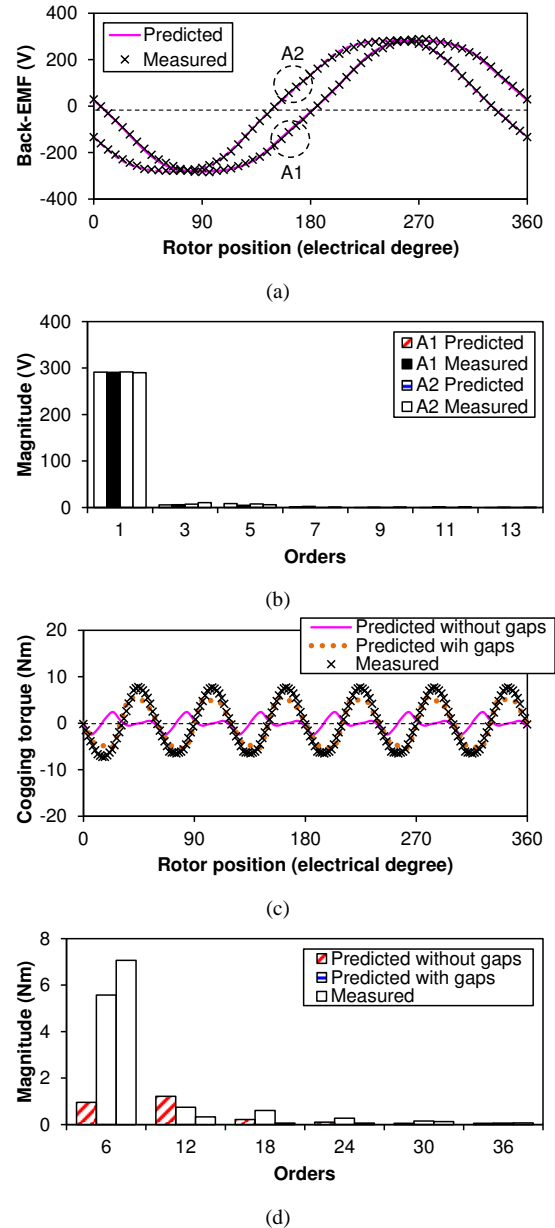 400
200
0
-200
-400
Back-EMF (V)
Predicted
Measured
A2
A1
0 90 180 270 360
Rotor position (electrical degree)
(a)
400
300
200
100
0
Magnitude (V)
A1 Predicted
A1 Measured
A2 Predicted
A2 Measured
1 3 5 7 9 11 13
Orders
(b)
20
10
0
-10
-20
Cogging torque (Nm)
Predicted without gaps
Predicted wih gaps
Measured
0 90 180 270 360
Rotor position (electrical degree)
(c)
8
6
4
2
0
Magnitude (Nm)
Predicted without gaps
Predicted with gaps
Measured
6 12 18 24 30 36
Orders
(d)